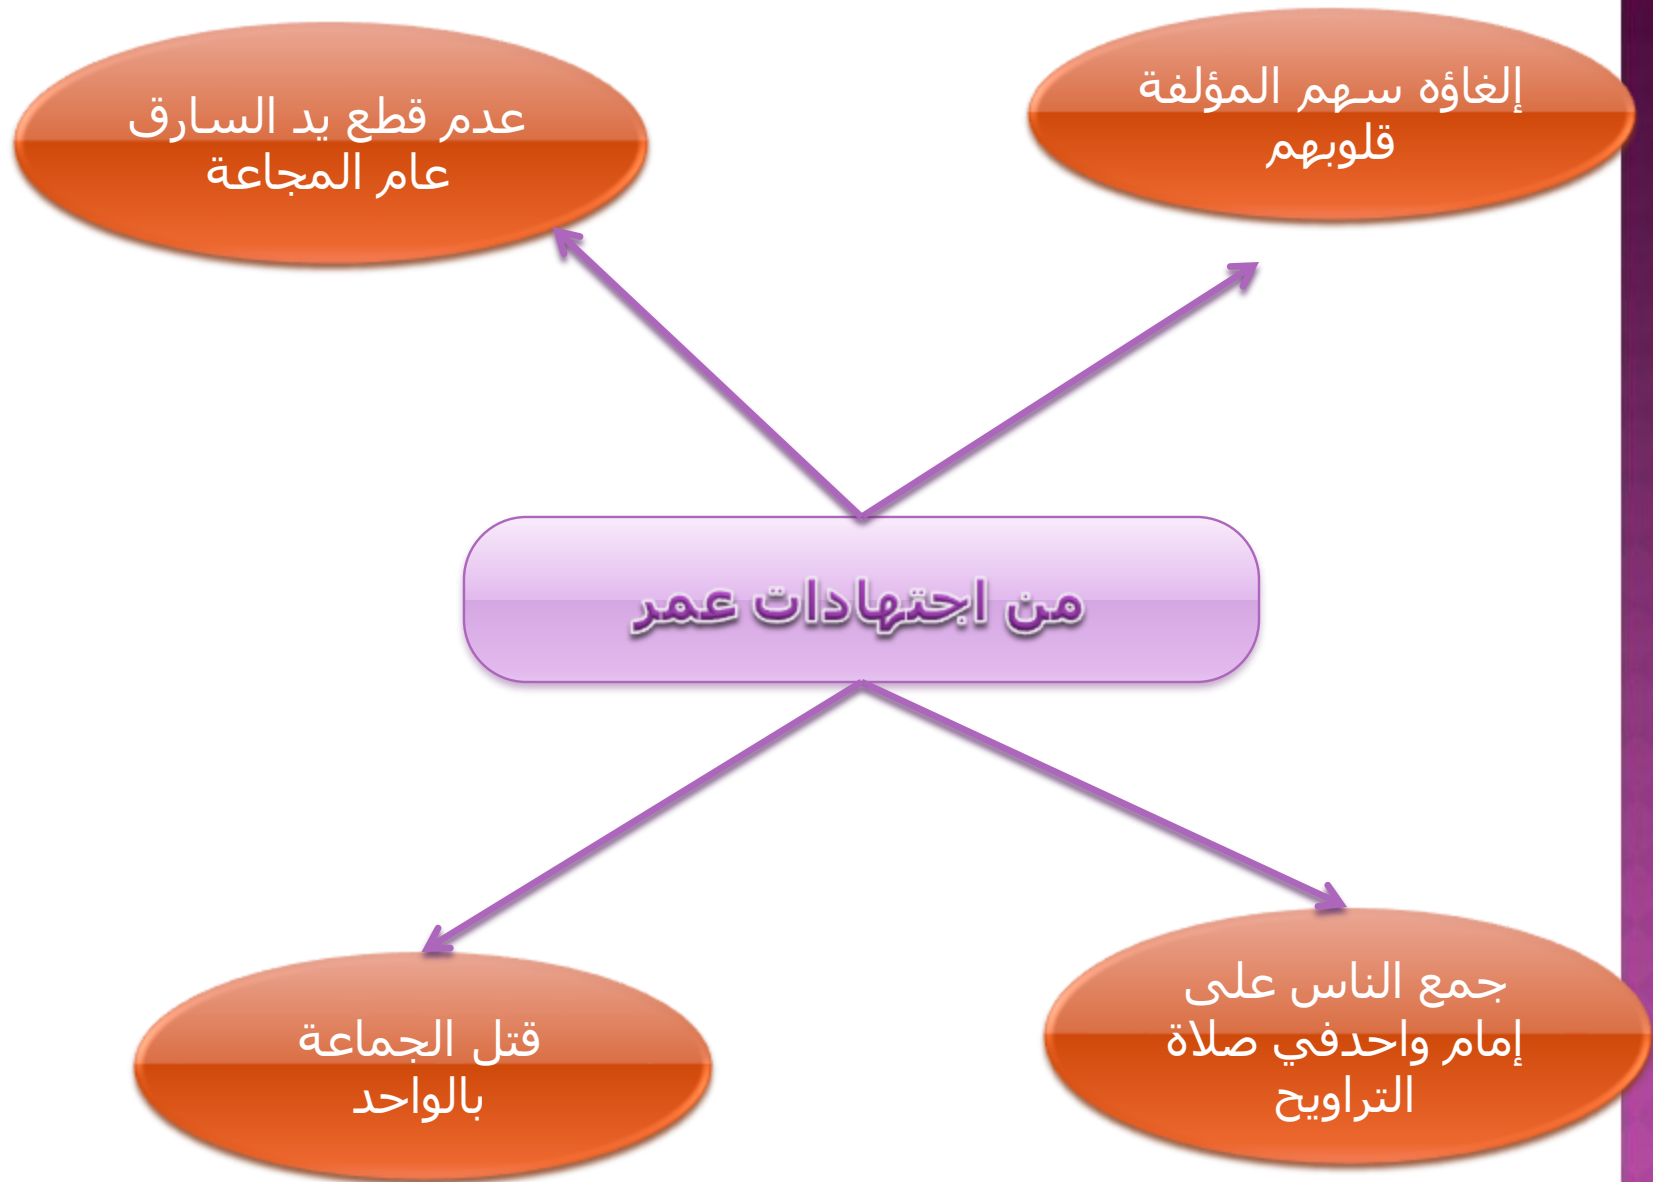 إلغاؤه سهم المؤلفة
قلوبهم
عدم قطع يد السارق
عام المجاعة
من اجتهادات عمر
جمع الناس على
إمام واحدفي صلاة
التراويح
قتل الجماعة
بالواحد